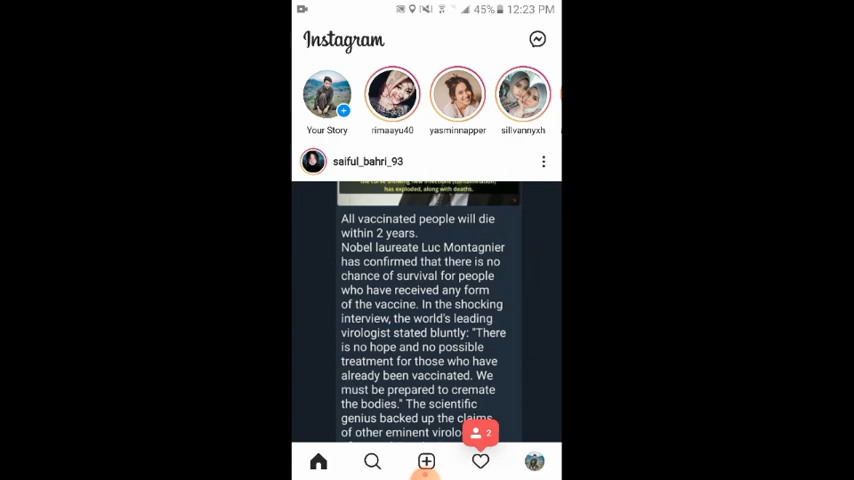 45% 12:23 PM
Instagram
Your Story
rimaayu40
yasminnapper
sillvannyxh
saiful_bahri_93
has exploded, along with deaths.
All vaccinated people will die
within 2 years.
Nobel laureate Luc Montagnier
has confirmed that there is no
chance of survival for people
who have received any form
of the vaccine. In the shocking
interview, the world's leading
virologist stated bluntly: "There
is no hope and no possible
treatment for those who have
already been vaccinated. We
must be prepared to cremate
the bodies." The scientific
genius backed up the claims
of other eminent
2